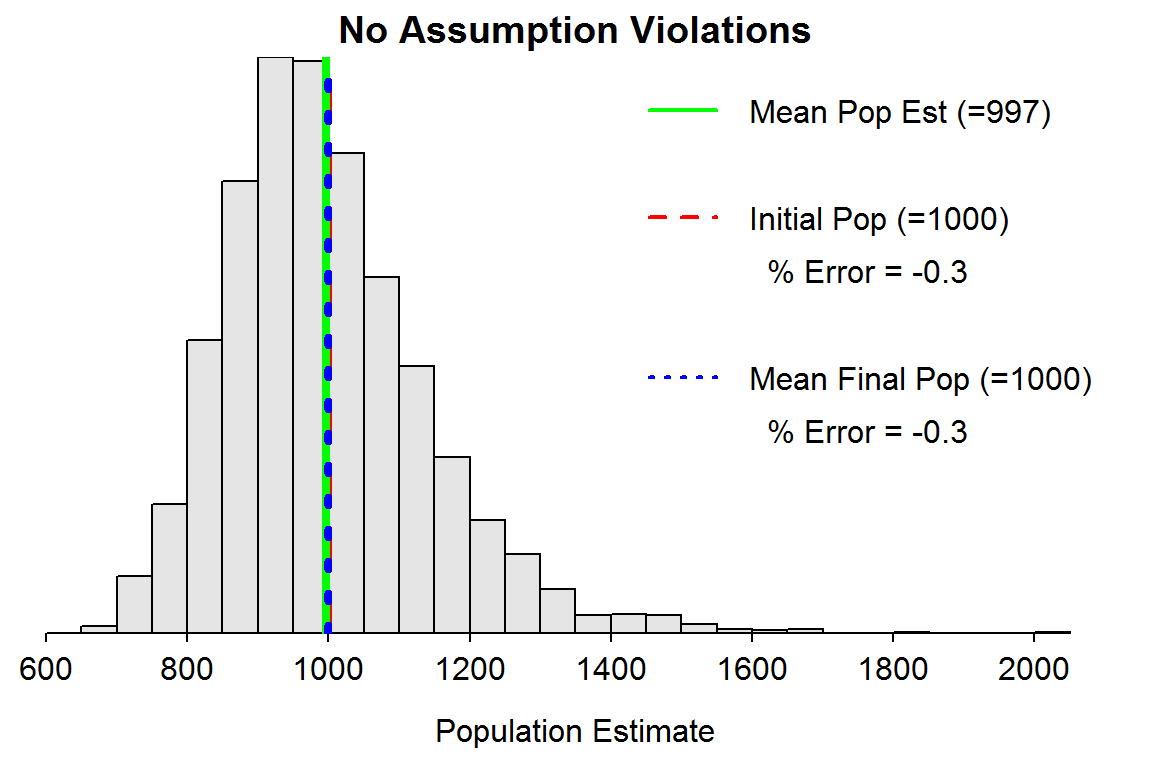 No Assumption Violations
Mean Pop Est (=997)
Initial Pop (=1000)
% Error = -0.3
Mean Final Pop (=1000)
% Error = -0.3
600 800 1000 1200 1400 1600 1800 2000
Population Estimate